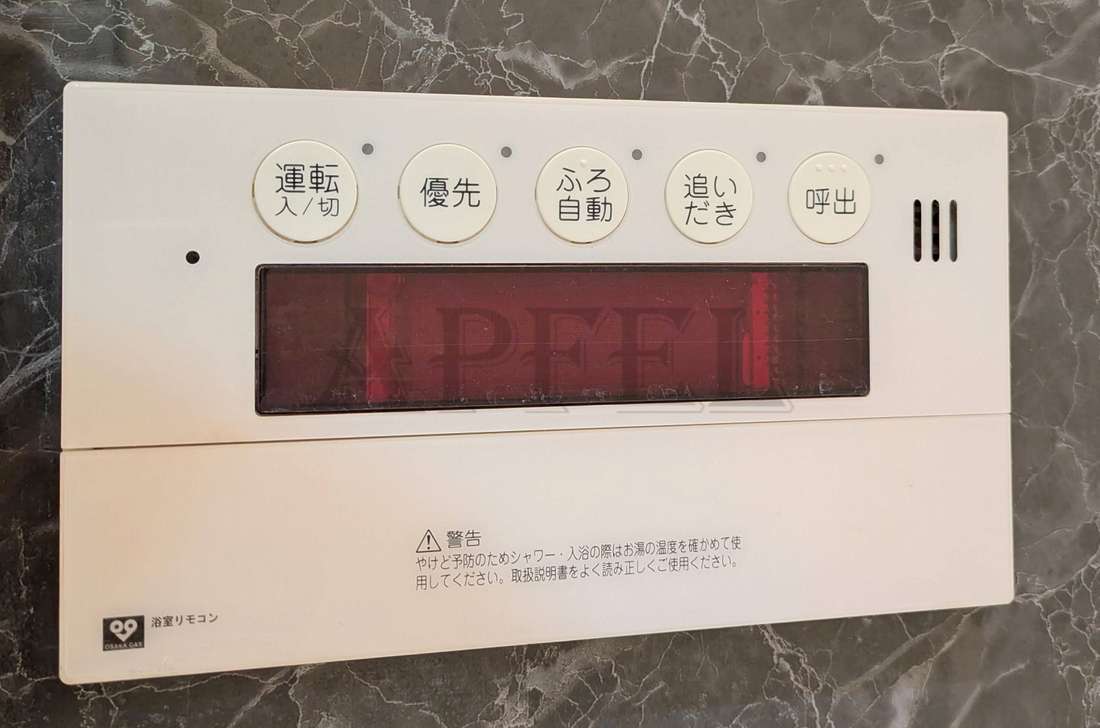 運転
入/切
優先
ふろ
自動
追い
だき
呼出
APFEL
警告
やけど予防のためシャワー・入浴の際はお湯の温度を確かめて使
用してください。取扱説明書をよく読み正しくご使用ください。
浴室リモコン
OSAKA GAS